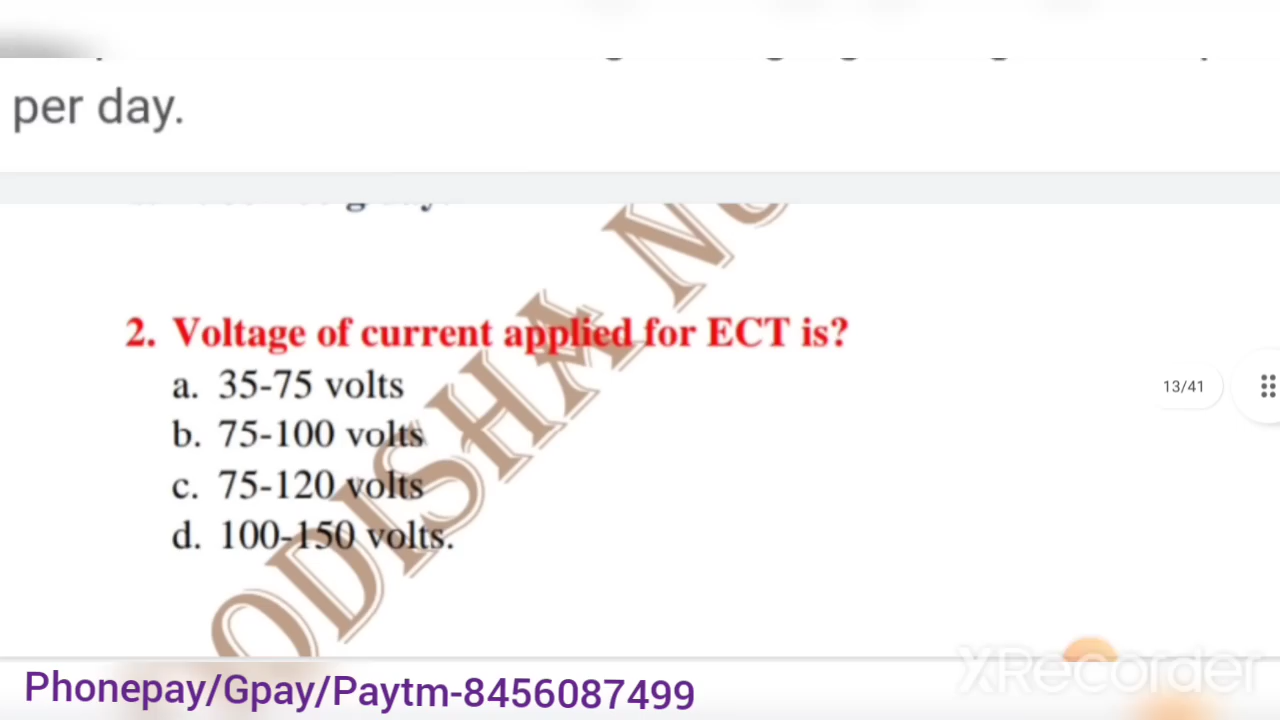 per day.
2. Voltage of current applied for ECT is?
a. 35-75 volts
13/41
b. 75-100 volts
c. 75-120 volts
d. 100-150 volts.
ODISHA
XRecorder
Phonepay/Gpay/Paytm-8456087499